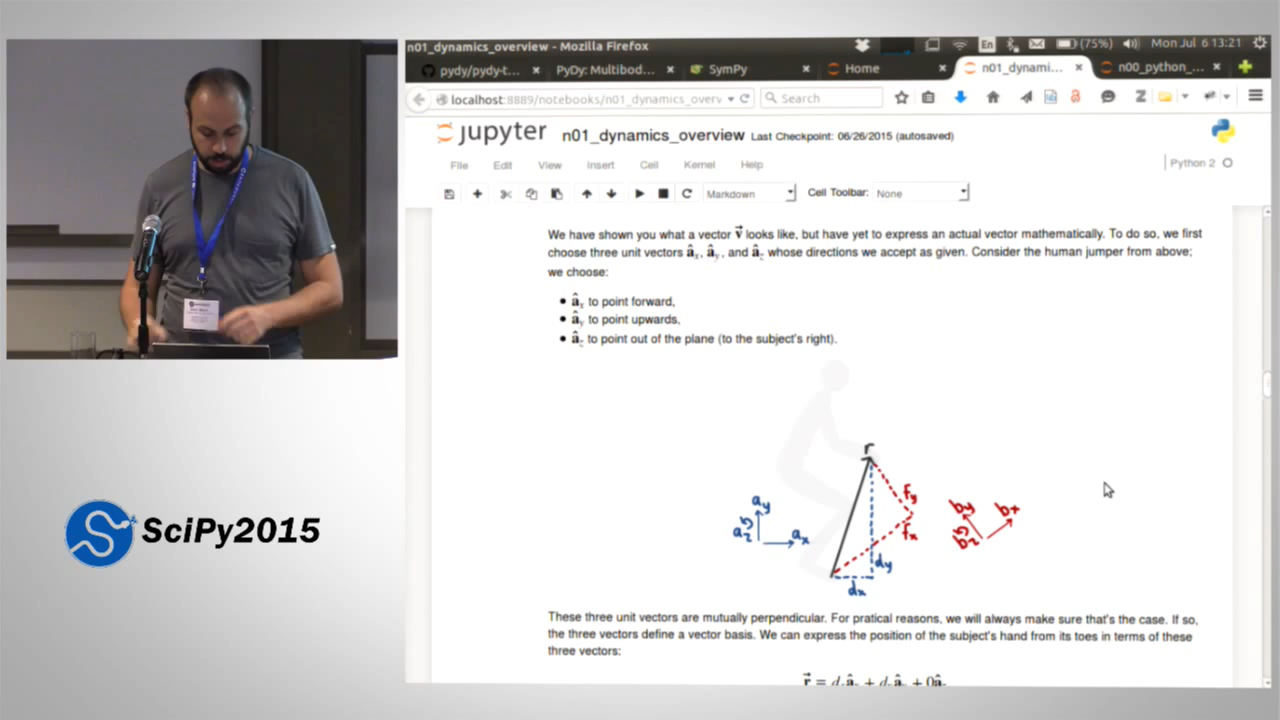 n01_dynamics_overview - Mozilla Firefox
En
(75%)
Mon Jul 6 13:21
pydy/pydy-t...
PyDy: Multibod...
SymPy
Home
n01_dynami...
n00_python_...
localhost:8889/notebooks/n01_dynamics_overv
Search
Jupyter n01_dynamics_overview Last Checkpoint: 06/26/2015 (autosaved)
File Edit View Insert Cell Kernel Help
Python 2
Markdown
Cell Toolbar: None
We have shown you what a vector v⃗ looks like, but have yet to express an actual vector mathematically. To do so, we first
choose three unit vectors âx, ây, and âz whose directions we accept as given. Consider the human jumper from above;
we choose:
• âx to point forward,
• ây to point upwards,
• âz to point out of the plane (to the subject's right).
r
ay
az
ax
fy
fx
dy
dx
by
bx
bz
These three unit vectors are mutually perpendicular. For pratical reasons, we will always make sure that's the case. If so,
the three vectors define a vector basis. We can express the position of the subject's hand from its toes in terms of these
three vectors:
SciPy2015